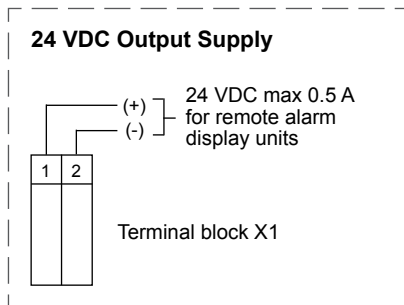 24 VDC Output Supply
(+)
(-)
24 VDC max 0.5 A
for remote alarm
display units
1 2
Terminal block X1